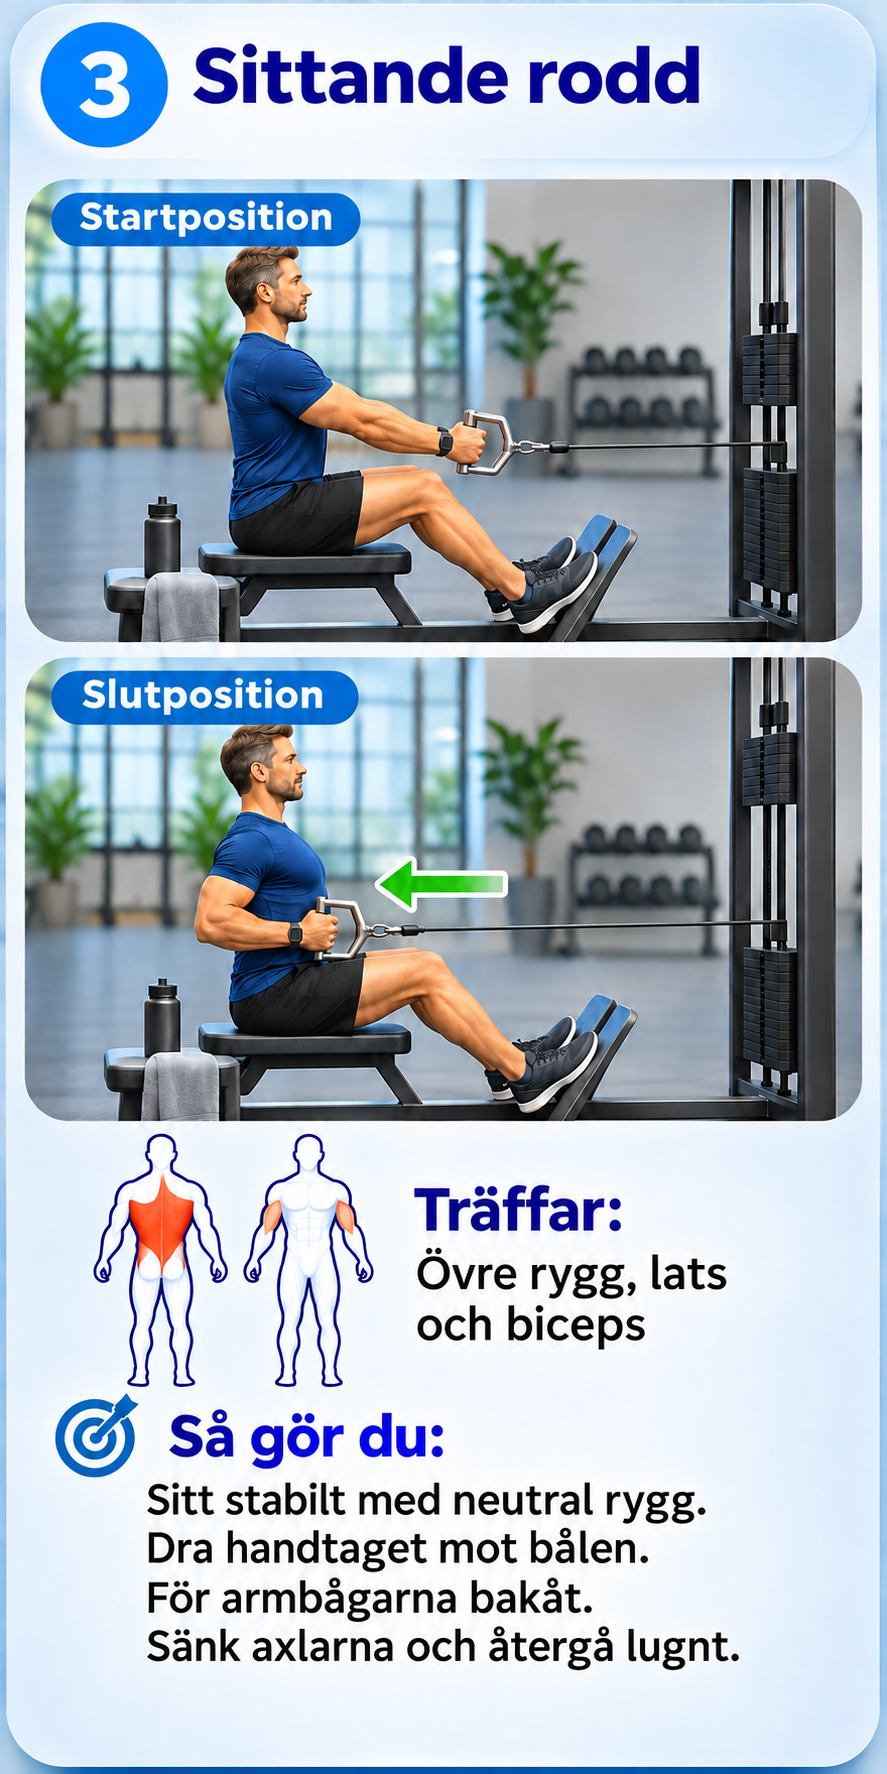 3
Sittande rodd
Startposition
Slutposition
Träffar:
Övre rygg, lats
och biceps
Så gör du:
Sitt stabilt med neutral rygg.
Dra handtaget mot bålen.
För armbågarna bakåt.
Sänk axlarna och återgå lugnt.